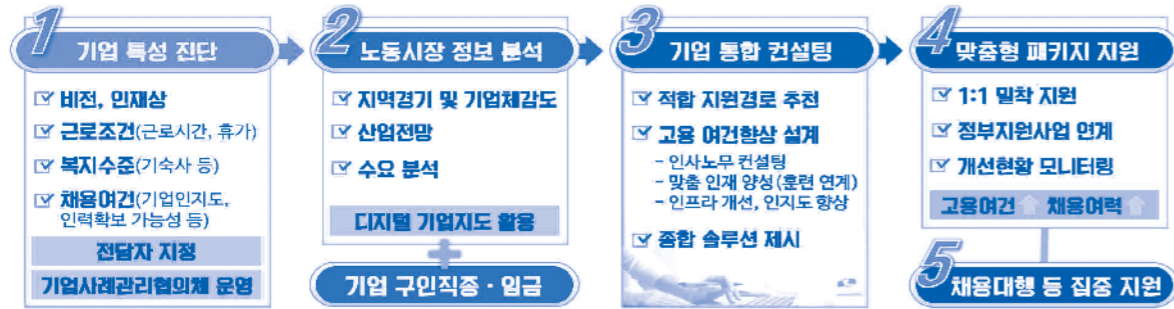 1 기업 특성 진단
☑ 비전, 인재상
☑ 근로조건(근로시간, 휴가)
☑ 복지수준(기숙사 등)
☑ 채용여건(기업인지도,
인력확보 가능성 등)
전담자 지정
기업사례관리협의체 운영
2 노동시장 정보 분석
☑ 지역경기 및 기업체감도
☑ 산업전망
☑ 수요 분석
디지털 기업지도 활용
+
기업 구인직종 · 임금
3 기업 통합 컨설팅
☑ 적합 지원경로 추천
☑ 고용 여건향상 설계
- 인사노무 컨설팅
- 맞춤 인재 양성(훈련 연계)
- 인프라 개선, 인지도 향상
☑ 종합 솔루션 제시
4 맞춤형 패키지 지원
☑ 1:1 밀착 지원
☑ 정부지원사업 연계
☑ 개선현황 모니터링
고용여건 ⬆ 채용여력 ⬆
5 채용대행 등 집중 지원